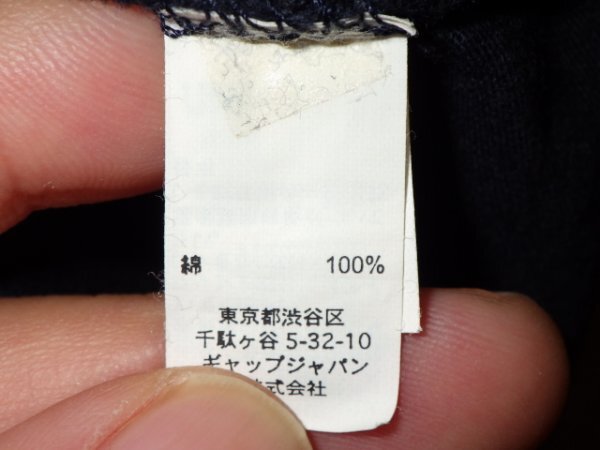 綿 100%
東京都渋谷区
千駄ヶ谷 5-32-10
ギャップジャパン
式会社